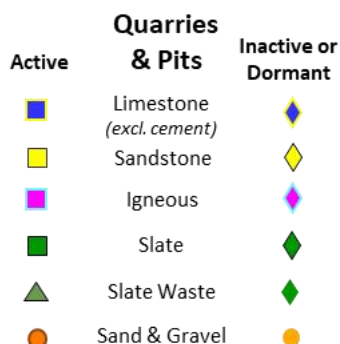 Quarries
& Pits
Active
Inactive or
Dormant
Limestone
(excl. cement)
Sandstone
Igneous
Slate
Slate Waste
Sand & Gravel